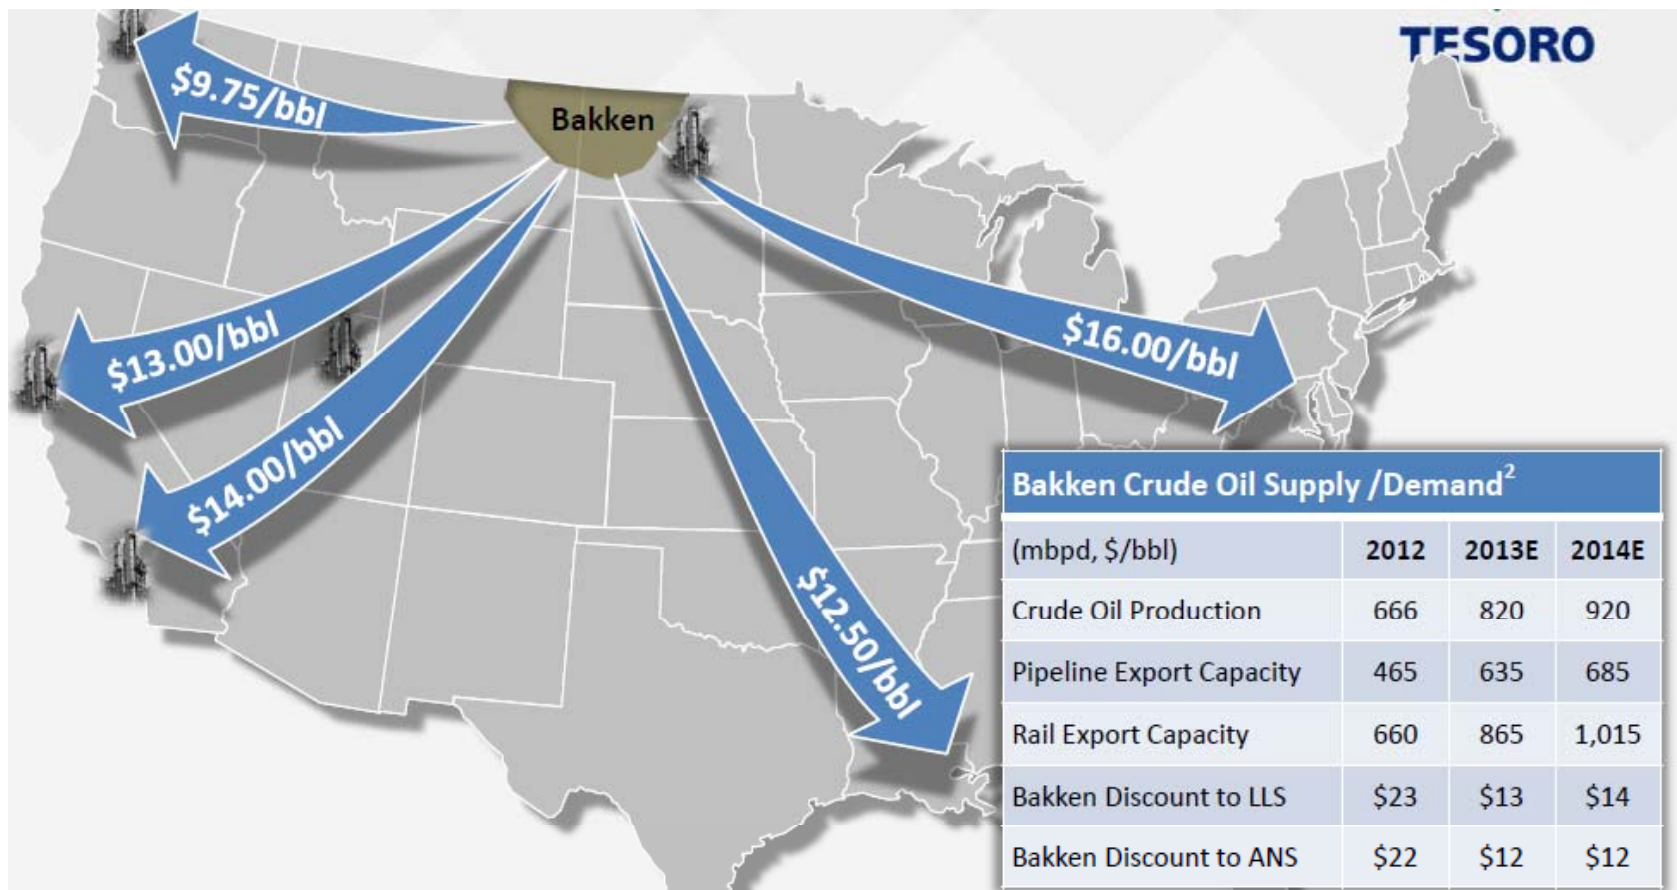 TESORO
$9.75/bbl
Bakken
$13.00/bbl
$16.00/bbl
$14.00/bbl
$12.50/bbl
Bakken Crude Oil Supply /Demand2
(mbpd, $/bbl) 2012 2013E 2014E
Crude Oil Production 666 820 920
Pipeline Export Capacity 465 635 685
Rail Export Capacity 660 865 1,015
Bakken Discount to LLS $23 $13 $14
Bakken Discount to ANS $22 $12 $12